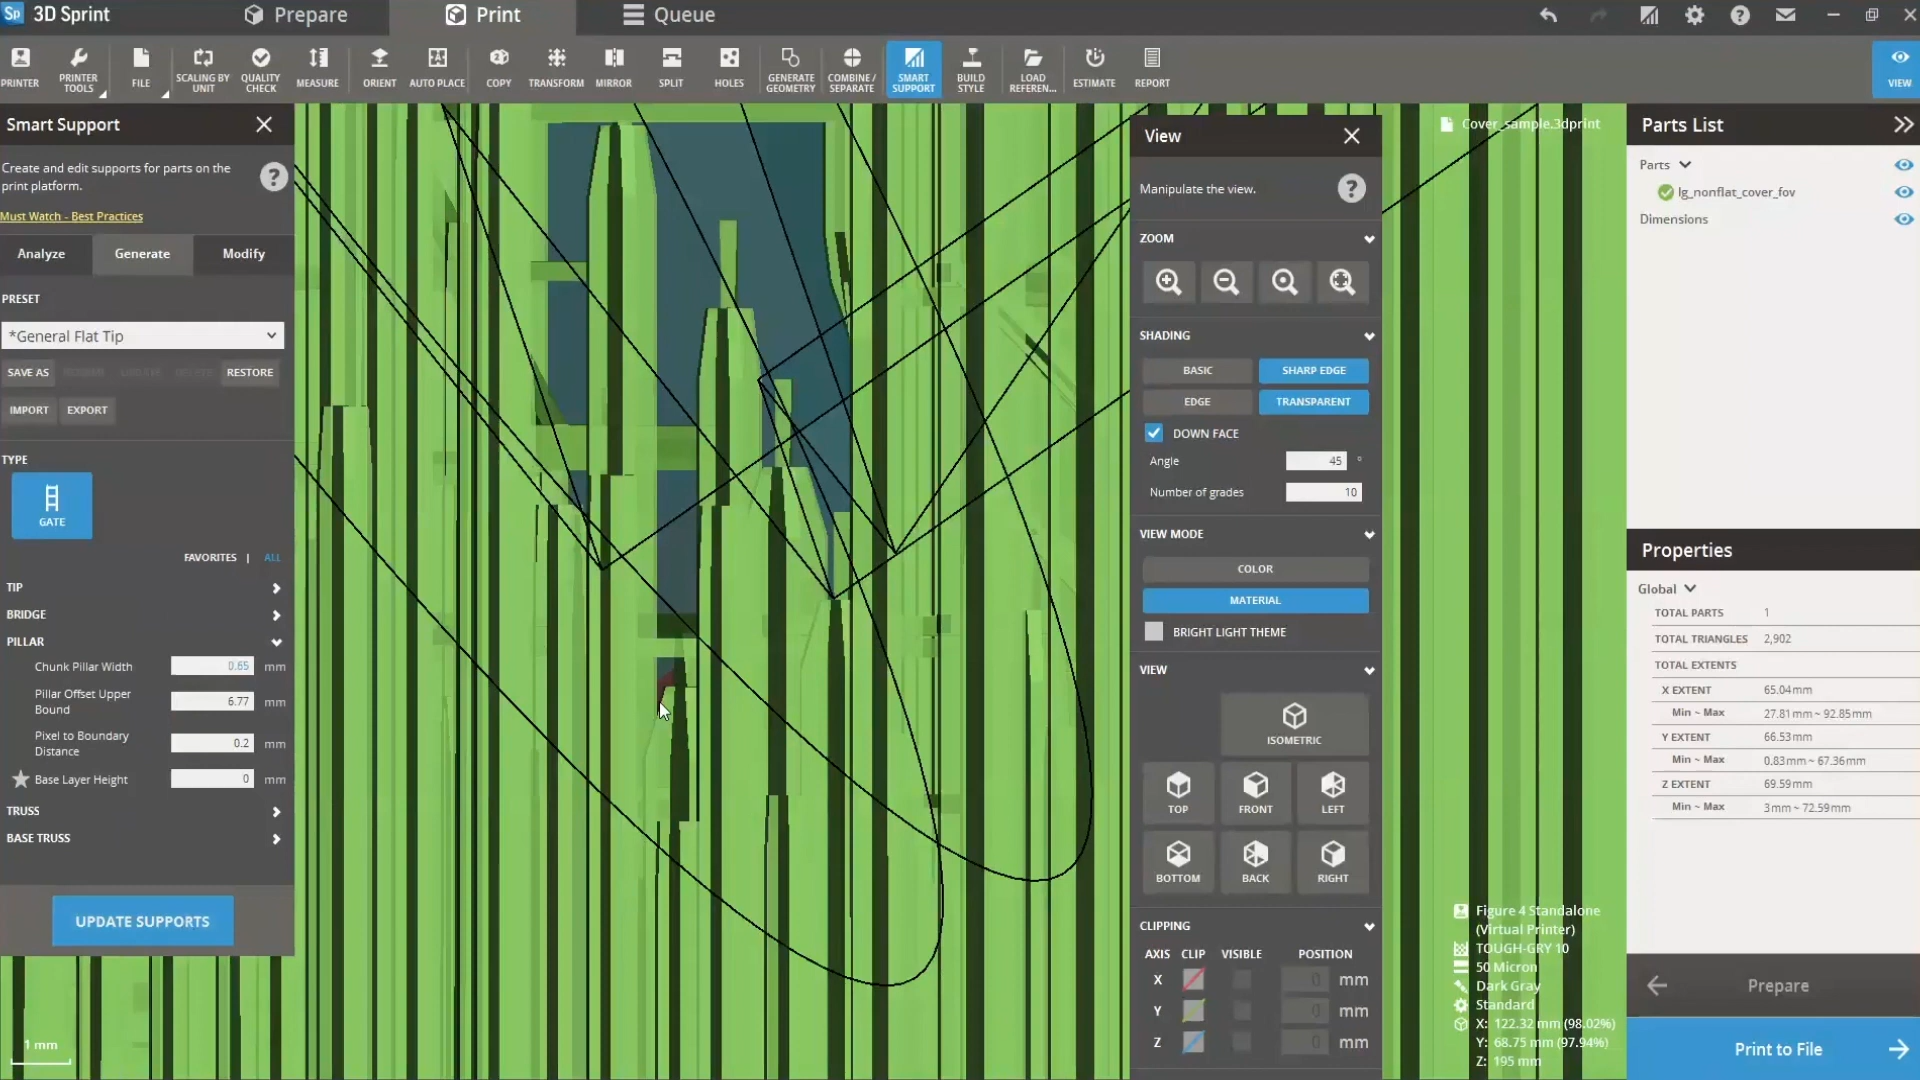 Sp 3D Sprint
Prepare
Print
Queue
PRINTER
PRINTER TOOLS
FILE
SCALING BY UNIT
QUALITY CHECK
MEASURE
ORIENT
AUTO PLACE
COPY
TRANSFORM
MIRROR
SPLIT
HOLES
GENERATE GEOMETRY
COMBINE / SEPARATE
SMART SUPPORT
BUILD STYLE
LOAD REFEREN...
ESTIMATE
REPORT
VIEW
Smart Support
Create and edit supports for parts on the
print platform.
Must Watch - Best Practices
Analyze Generate Modify
PRESET
*General Flat Tip
SAVE AS RESTORE
IMPORT EXPORT
TYPE
GATE
FAVORITES | ALL
TIP
BRIDGE
PILLAR
Chunk Pillar Width 0.65 mm
Pillar Offset Upper
Bound 6.77 mm
Pixel to Boundary
Distance 0.2 mm
Base Layer Height 0 mm
TRUSS
BASE TRUSS
UPDATE SUPPORTS
1 mm
View
Manipulate the view.
ZOOM
SHADING
BASIC SHARP EDGE
EDGE TRANSPARENT
DOWN FACE
Angle 45 °
Number of grades 10
VIEW MODE
COLOR
MATERIAL
BRIGHT LIGHT THEME
VIEW
ISOMETRIC
TOP FRONT LEFT
BOTTOM BACK RIGHT
CLIPPING
AXIS CLIP VISIBLE POSITION
X 0 mm
Y 0 mm
Z 0 mm
Cover_sample.3dprint
Figure 4 Standalone
(Virtual Printer)
TOUGH-GRY 10
50 Micron
Dark Gray
Standard
X: 122.32 mm (98.02%)
Y: 68.75 mm (97.94%)
Z: 195 mm
Parts List
Parts
lg_nonflat_cover_fov
Dimensions
Properties
Global
TOTAL PARTS 1
TOTAL TRIANGLES 2,902
TOTAL EXTENTS
X EXTENT 65.04mm
Min ~ Max 27.81mm ~ 92.85mm
Y EXTENT 66.53mm
Min ~ Max 0.83mm ~ 67.36mm
Z EXTENT 69.59mm
Min ~ Max 3mm ~ 72.59mm
Prepare
Print to File